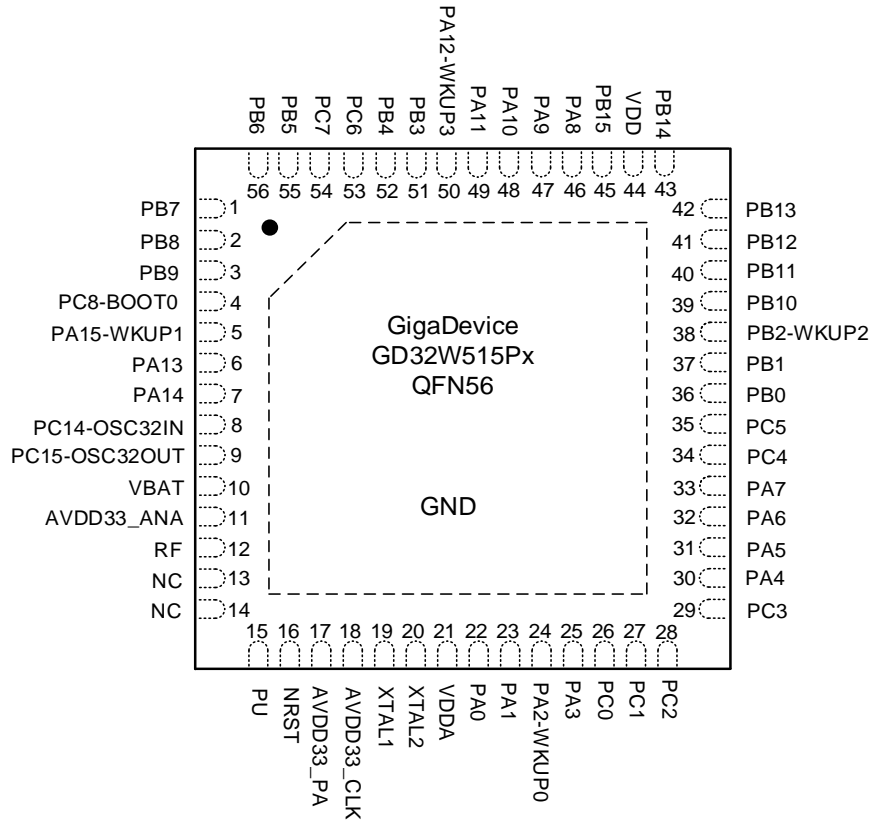 PB6 PB5 PC7 PC6 PB4 PB3 PA12-WKUP3 PA11 PA10 PA9 PA8 PB15 VDD PB14
56 55 54 53 52 51 50 49 48 47 46 45 44 43
PB7 1
PB8 2
PB9 3
PC8-BOOT0 4
PA15-WKUP1 5
PA13 6
PA14 7
PC14-OSC32IN 8
PC15-OSC32OUT 9
VBAT 10
AVDD33_ANA 11
RF 12
NC 13
NC 14
GigaDevice
GD32W515Px
QFN56
GND
42 PB13
41 PB12
40 PB11
39 PB10
38 PB2-WKUP2
37 PB1
36 PB0
35 PC5
34 PC4
33 PA7
32 PA6
31 PA5
30 PA4
29 PC3
15 16 17 18 19 20 21 22 23 24 25 26 27 28
PU NRST AVDD33_PA AVDD33_CLK XTAL1 XTAL2 VDDA PA0 PA1 PA2-WKUP0 PA3 PC0 PC1 PC2